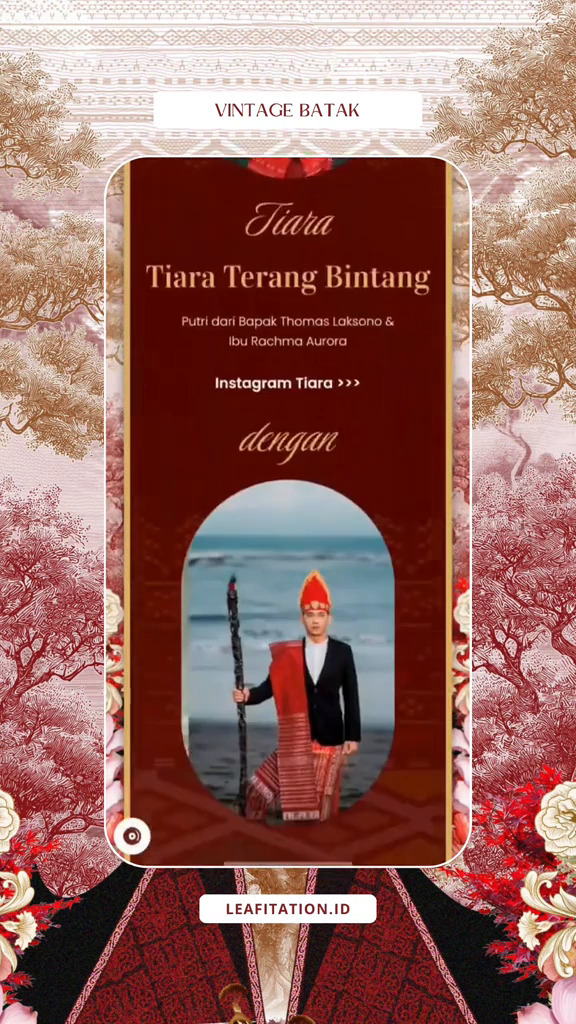 VINTAGE BATAK
Tiara
Tiara Terang Bintang
Putri dari Bapak Thomas Laksono &
Ibu Rachma Aurora
Instagram Tiara >>>
dengan
LEAFITATION.ID